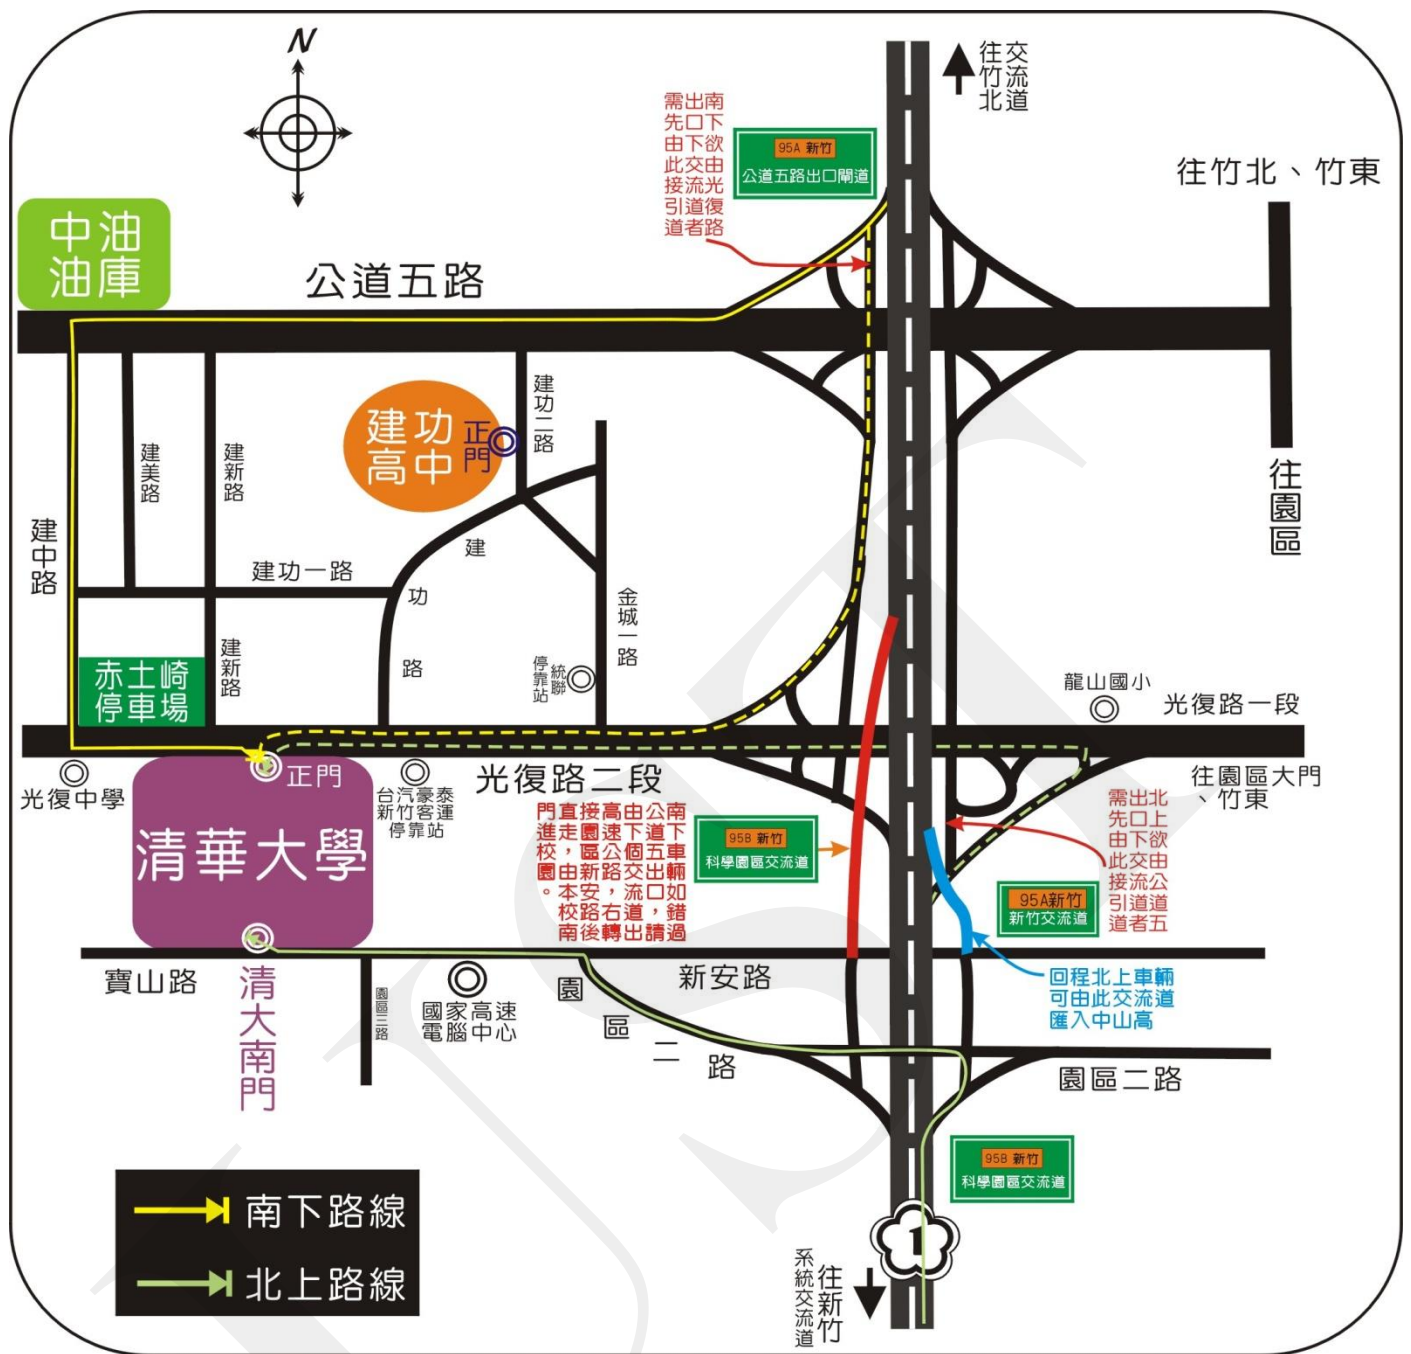 N
往竹北
交流道
南下欲由光復路
出口下交流道者
需先由此接引道
95A 新竹
公道五路出口閘道
往竹北、竹東
中油
油庫
公道五路
建功
高中
正門
建功二路
建美路
建新路
建中路
往園區
建功一路
建功路
金城一路
赤土崎
停車場
建新路
統聯
停靠站
龍山國小
光復路一段
正門
光復中學
台汽豪泰
新竹客運
停靠站
光復路二段
往園區大門
、竹東
清華大學
南下車輛如錯過
公道五出口，請
由下個交流道出
高速公路，右轉
接園區新安路後
直走，由本校南
門進校園。
95B 新竹
科學園區交流道
北上欲由公道五
出口下交流道者
需先由此接引道
95A新竹
新竹交流道
寶山路
清大南門
園區三路
國家高速
電腦中心
園區二路
新安路
回程北上車輛
可由此交流道
匯入中山高
園區二路
95B 新竹
科學園區交流道
南下路線
北上路線
1
往新竹
系統交流道